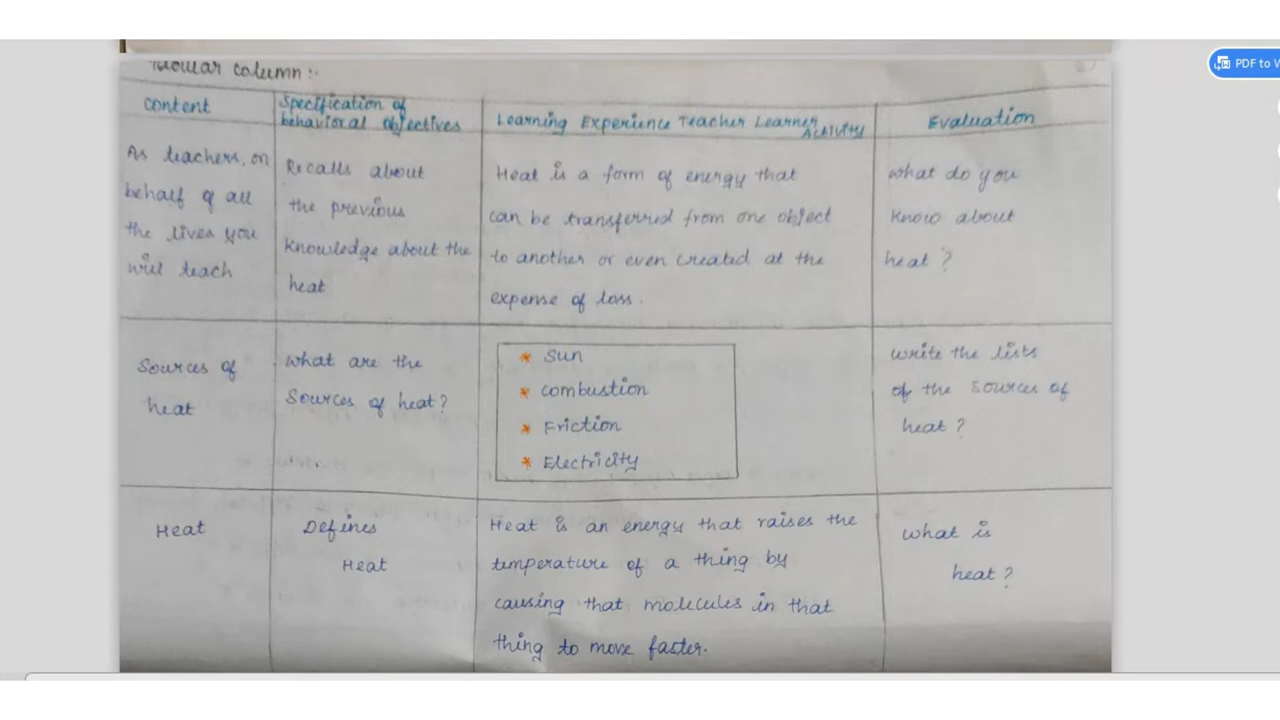 Tabular column:-
Content
Specification of
behavioral objectives
Learning Experience Teacher Learner
Activity
Evaluation
As teachers, on
behalf of all
the lives you
will teach
Recalls about
the previous
knowledge about the
heat
Heat is a form of energy that
can be transferred from one object
to another or even created at the
expense of loss.
what do you
know about
heat?
Sources of
heat
what are the
Sources of heat?
* Sun
* combustion
* Friction
* Electricity
write the lists
of the sources of
heat?
Heat
Defines
Heat
Heat is an energy that raises the
temperature of a thing by
causing that molecules in that
thing to move faster.
what is
heat?
PDF to